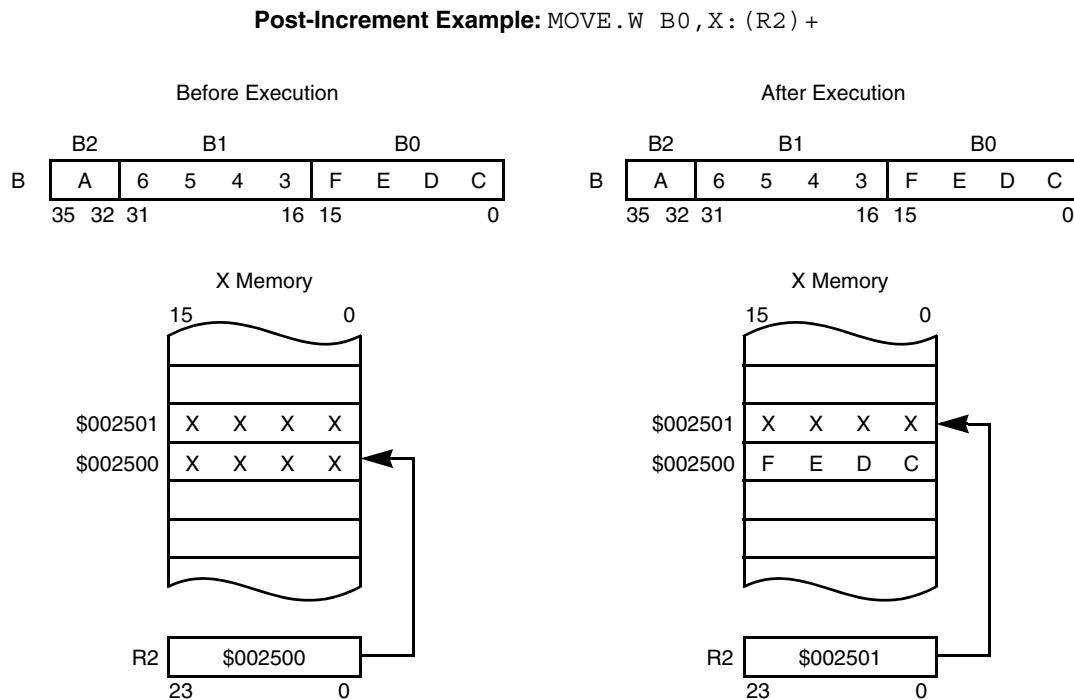 Post-Increment Example: MOVE.W B0,X:(R2)+
Before Execution
After Execution
B2 B1 B0
B A 6 5 4 3 F E D C
35 32 31 16 15 0
B2 B1 B0
B A 6 5 4 3 F E D C
35 32 31 16 15 0
X Memory
15 0
$002501 X X X X
$002500 X X X X
R2 $002500
23 0
X Memory
15 0
$002501 X X X X
$002500 F E D C
R2 $002501
23 0